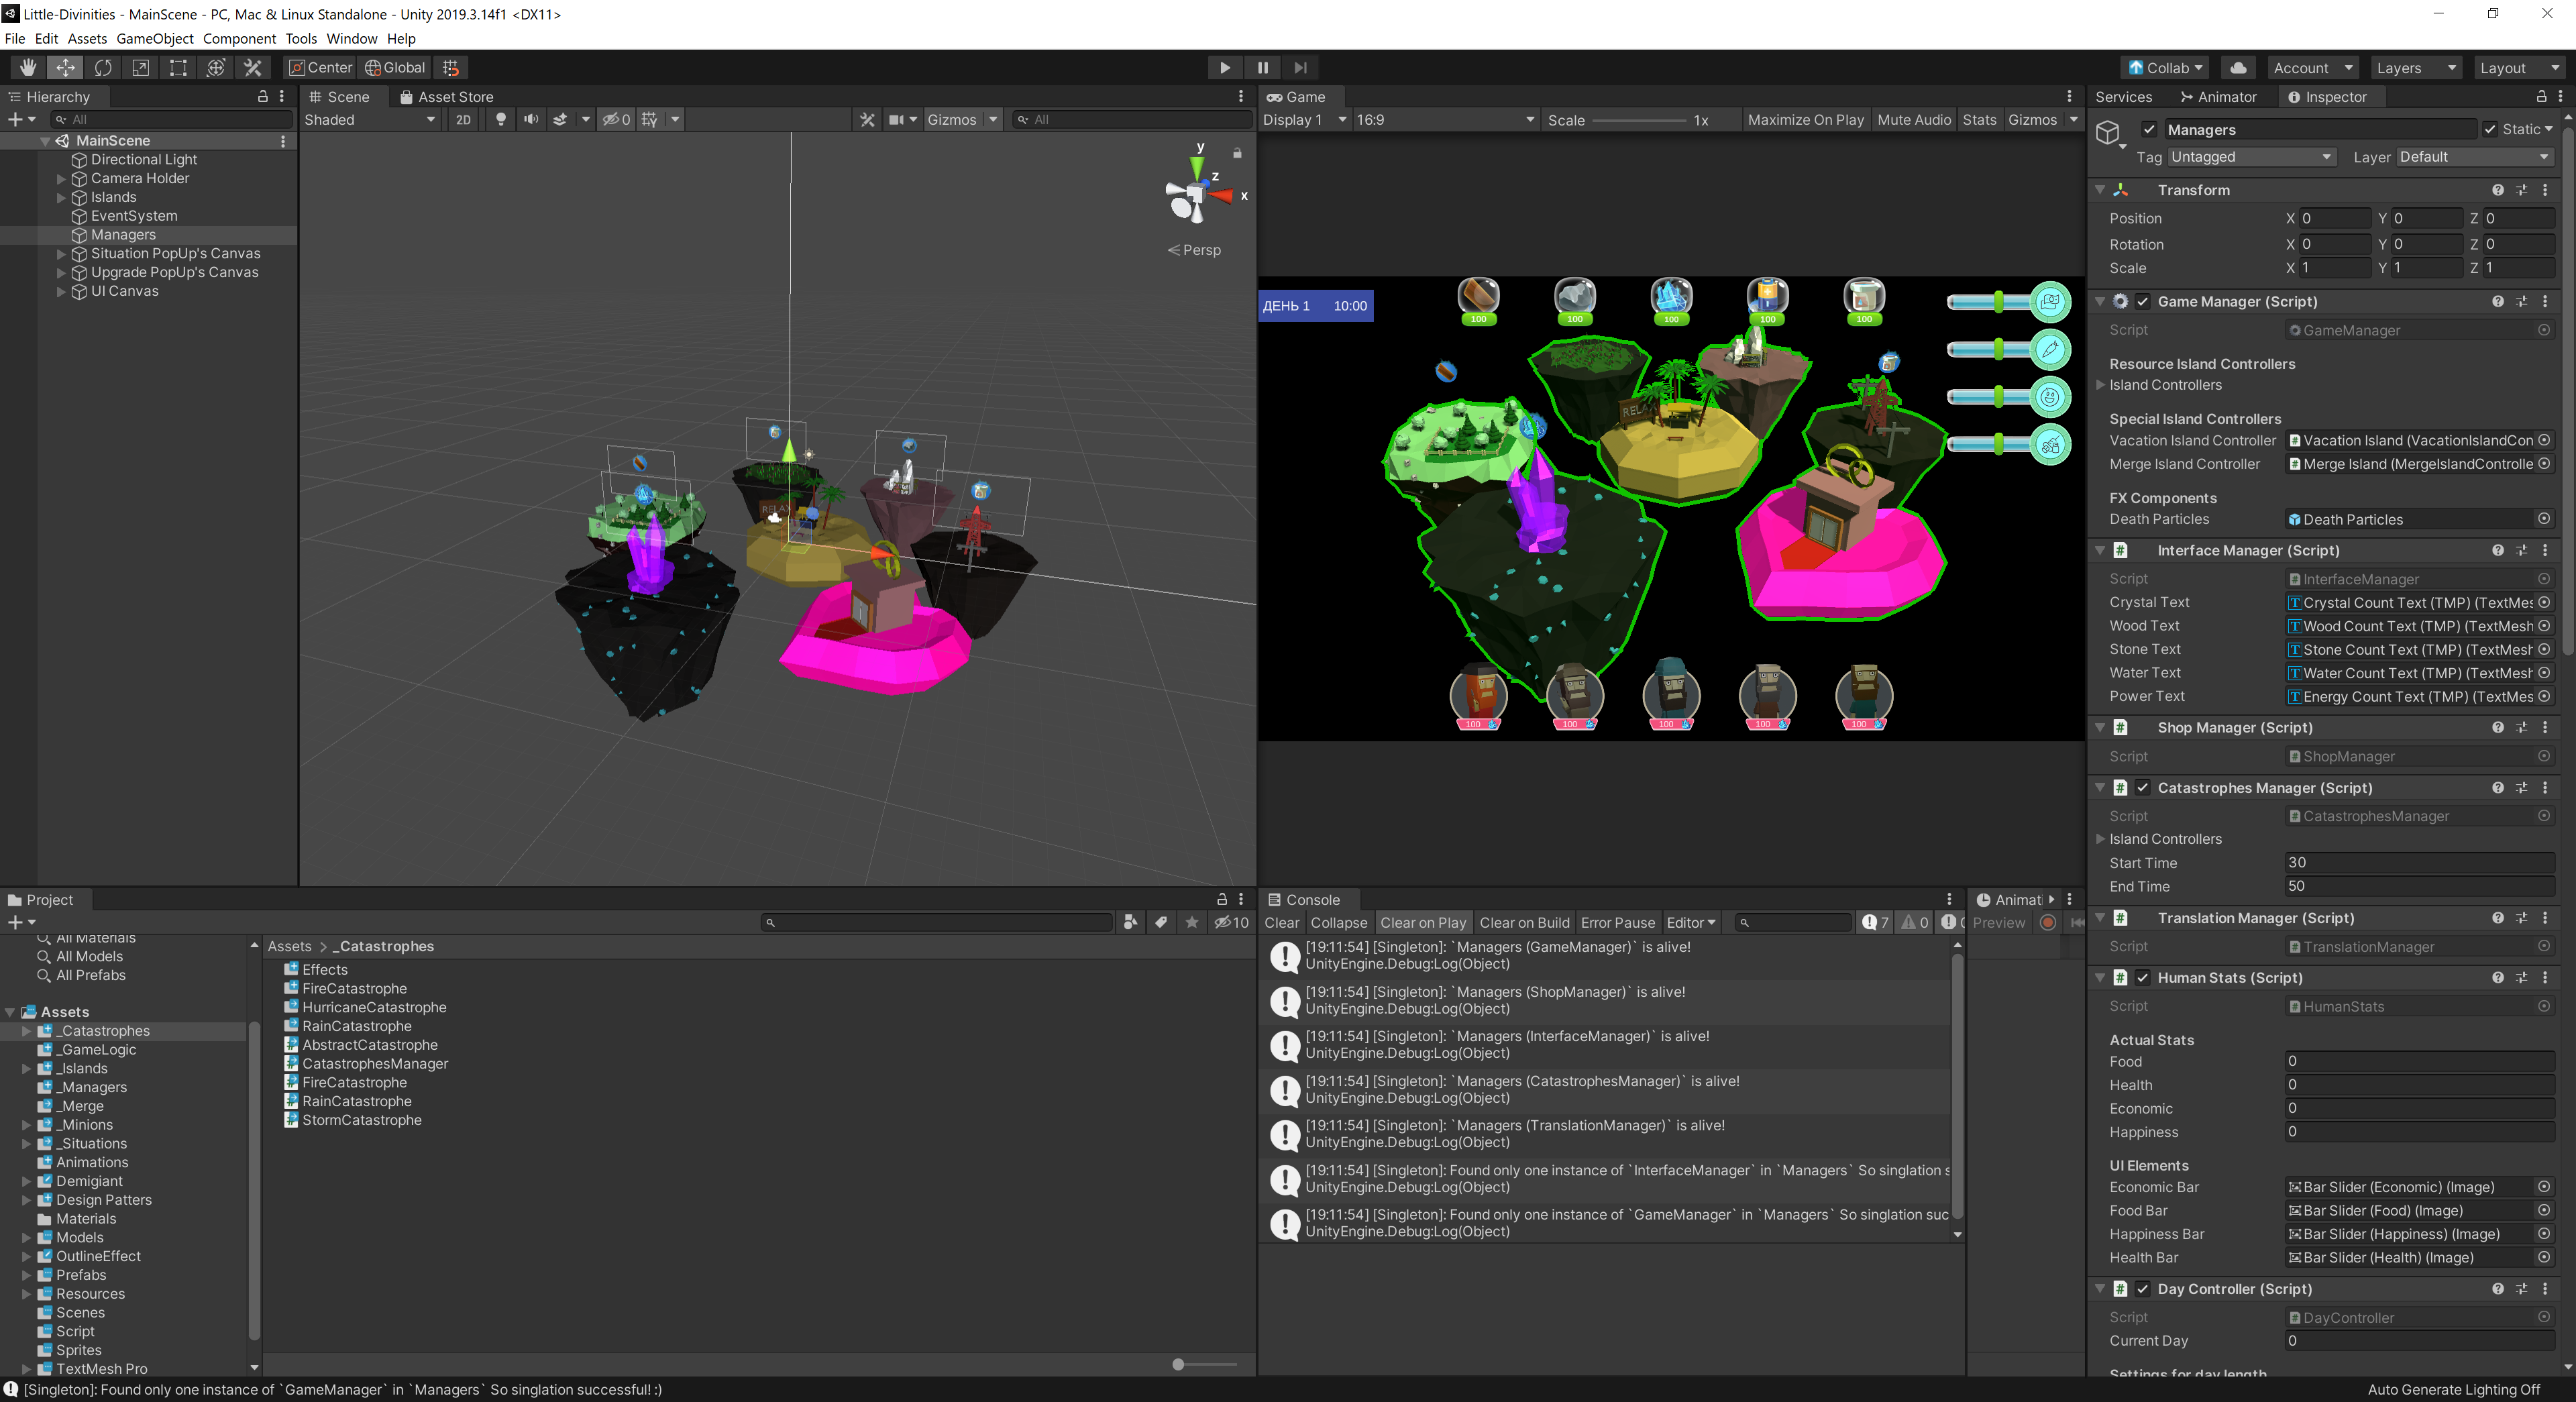 Little-Divinities - MainScene - PC, Mac & Linux Standalone - Unity 2019.3.14f1 <DX11>
File Edit Assets GameObject Component Tools Window Help
Center Global
Collab Account Layers Layout
Hierarchy
All
MainScene
Directional Light
Camera Holder
Islands
EventSystem
Managers
Situation PopUp's Canvas
Upgrade PopUp's Canvas
UI Canvas
Scene Asset Store
Shaded 2D 0 Gizmos All
y
z
x
Persp
RELAX
Game
Display 1 16:9 Scale 1x Maximize On Play Mute Audio Stats Gizmos
ДЕНЬ 1 10:00
100 100 100 100 100
RELA
100 100 100 100 100
Services Animator Inspector
Managers Static
Tag Untagged Layer Default
Transform
Position X 0 Y 0 Z 0
Rotation X 0 Y 0 Z 0
Scale X 1 Y 1 Z 1
Game Manager (Script)
Script GameManager
Resource Island Controllers
Island Controllers
Special Island Controllers
Vacation Island Controller Vacation Island (VacationIslandCon
Merge Island Controller Merge Island (MergeIslandControlle
FX Components
Death Particles Death Particles
Interface Manager (Script)
Script InterfaceManager
Crystal Text Crystal Count Text (TMP) (TextMes
Wood Text Wood Count Text (TMP) (TextMesh
Stone Text Stone Count Text (TMP) (TextMesh
Water Text Water Count Text (TMP) (TextMesh
Power Text Energy Count Text (TMP) (TextMes
Shop Manager (Script)
Script ShopManager
Catastrophes Manager (Script)
Script CatastrophesManager
Island Controllers
Start Time 30
End Time 50
Translation Manager (Script)
Script TranslationManager
Human Stats (Script)
Script HumanStats
Actual Stats
Food 0
Health 0
Economic 0
Happiness 0
UI Elements
Economic Bar Bar Slider (Economic) (Image)
Food Bar Bar Slider (Food) (Image)
Happiness Bar Bar Slider (Happiness) (Image)
Health Bar Bar Slider (Health) (Image)
Day Controller (Script)
Script DayController
Current Day 0
Settings for day length
Project
10
All Materials
All Models
All Prefabs
Assets
_Catastrophes
_GameLogic
_Islands
_Managers
_Merge
_Minions
_Situations
Animations
Demigiant
Design Patters
Materials
Models
OutlineEffect
Prefabs
Resources
Scenes
Script
Sprites
TextMesh Pro
Assets > _Catastrophes
Effects
FireCatastrophe
HurricaneCatastrophe
RainCatastrophe
AbstractCatastrophe
CatastrophesManager
FireCatastrophe
RainCatastrophe
StormCatastrophe
Console
Clear Collapse Clear on Play Clear on Build Error Pause Editor 7 0
[19:11:54] [Singleton]: `Managers (GameManager)` is alive!
UnityEngine.Debug:Log(Object)
[19:11:54] [Singleton]: `Managers (ShopManager)` is alive!
UnityEngine.Debug:Log(Object)
[19:11:54] [Singleton]: `Managers (InterfaceManager)` is alive!
UnityEngine.Debug:Log(Object)
[19:11:54] [Singleton]: `Managers (CatastrophesManager)` is alive!
UnityEngine.Debug:Log(Object)
[19:11:54] [Singleton]: `Managers (TranslationManager)` is alive!
UnityEngine.Debug:Log(Object)
[19:11:54] [Singleton]: Found only one instance of `InterfaceManager` in `Managers` So singlation s
UnityEngine.Debug:Log(Object)
[19:11:54] [Singleton]: Found only one instance of `GameManager` in `Managers` So singlation suc
UnityEngine.Debug:Log(Object)
Animati
Preview
[Singleton]: Found only one instance of `GameManager` in `Managers` So singlation successful! :)
Auto Generate Lighting Off